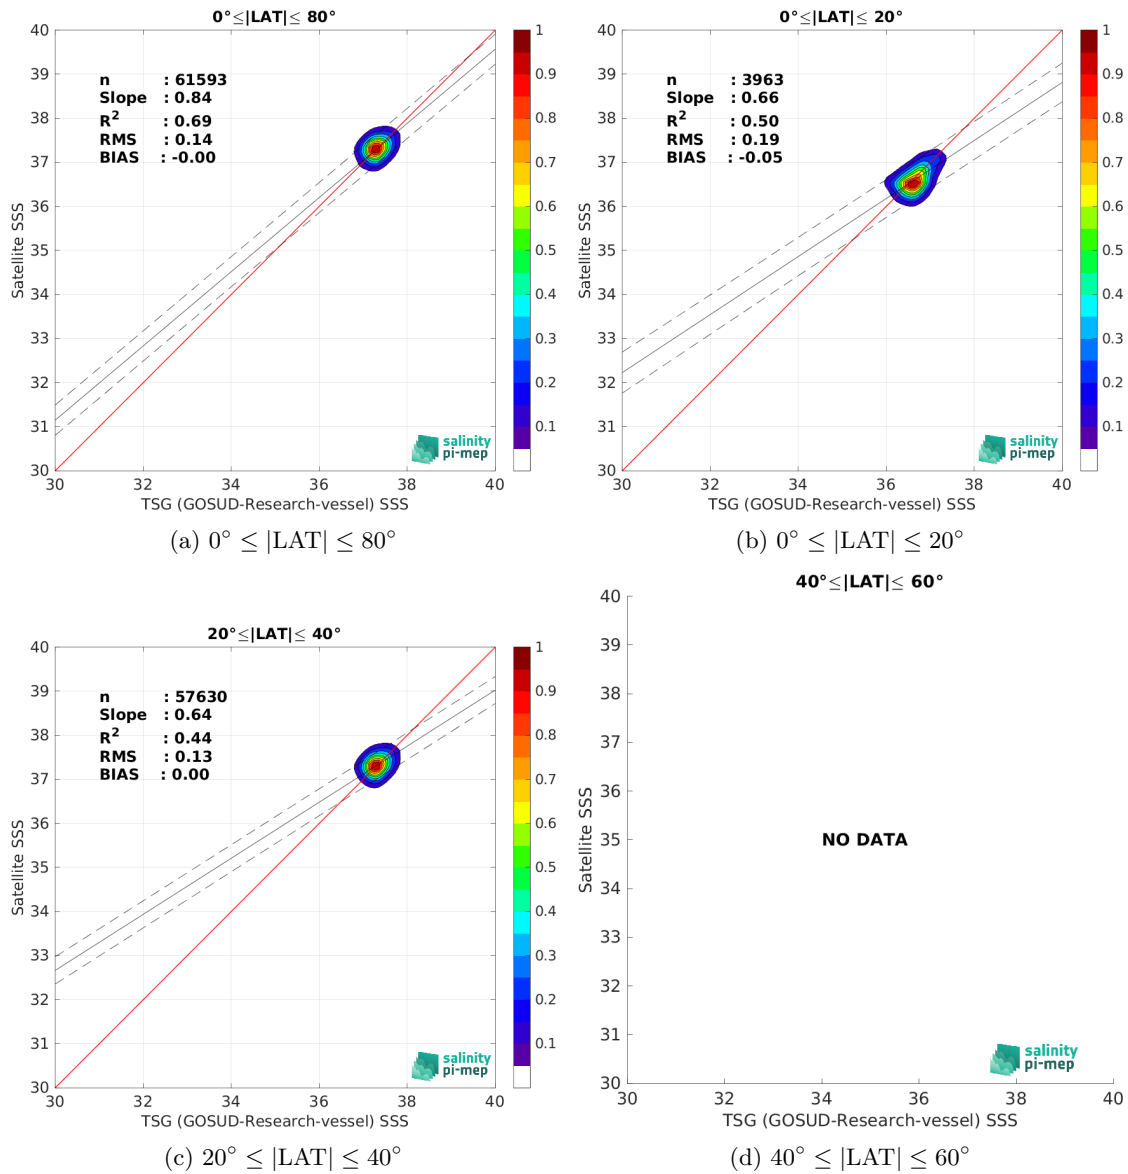 0°≤|LAT|≤ 80°
40
39
38
37
36
35
34
33
32
31
30
Satellite SSS
n : 61593
Slope : 0.84
R2 : 0.69
RMS : 0.14
BIAS : -0.00
1
0.9
0.8
0.7
0.6
0.5
0.4
0.3
0.2
0.1
salinity
pi-mep
30 32 34 36 38 40
TSG (GOSUD-Research-vessel) SSS
(a) 0° ≤ |LAT| ≤ 80°
0°≤|LAT|≤ 20°
40
39
38
37
36
35
34
33
32
31
30
Satellite SSS
n : 3963
Slope : 0.66
R2 : 0.50
RMS : 0.19
BIAS : -0.05
1
0.9
0.8
0.7
0.6
0.5
0.4
0.3
0.2
0.1
salinity
pi-mep
30 32 34 36 38 40
TSG (GOSUD-Research-vessel) SSS
(b) 0° ≤ |LAT| ≤ 20°
20°≤|LAT|≤ 40°
40
39
38
37
36
35
34
33
32
31
30
Satellite SSS
n : 57630
Slope : 0.64
R2 : 0.44
RMS : 0.13
BIAS : 0.00
1
0.9
0.8
0.7
0.6
0.5
0.4
0.3
0.2
0.1
salinity
pi-mep
30 32 34 36 38 40
TSG (GOSUD-Research-vessel) SSS
(c) 20° ≤ |LAT| ≤ 40°
40°≤|LAT|≤ 60°
40
39
38
37
36
35
34
33
32
31
30
Satellite SSS
NO DATA
salinity
pi-mep
30 32 34 36 38 40
TSG (GOSUD-Research-vessel) SSS
(d) 40° ≤ |LAT| ≤ 60°